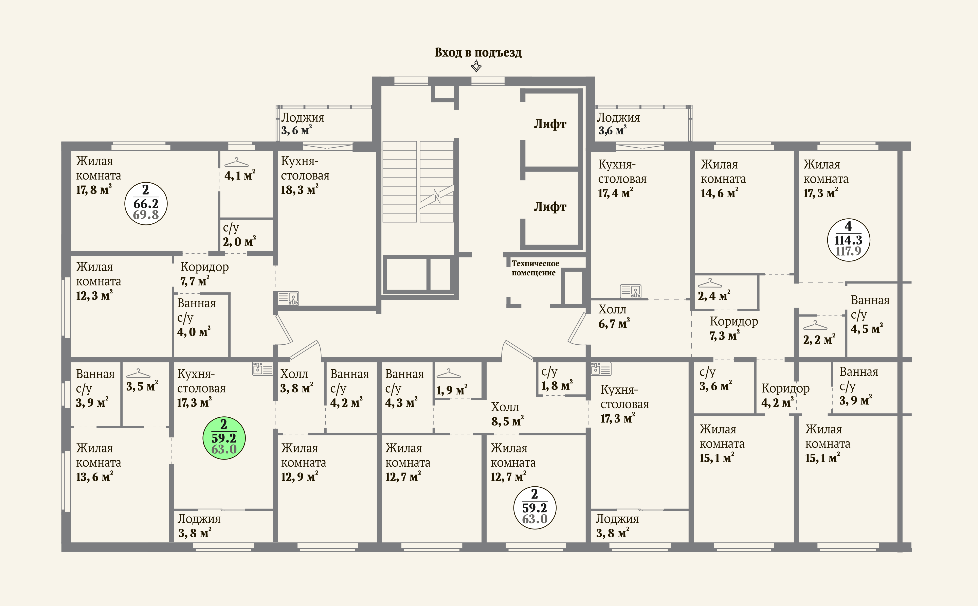 Вход в подъезд
Лоджия
3,6 м²
Лифт
Лоджия
3,6 м²
Жилая
комната
17,8 м²
2
66.2
69.8
4,1 м²
с/у
2,0 м²
Кухня-
столовая
18,3 м²
Лифт
Техническое
помещение
Кухня-
столовая
17,4 м²
Жилая
комната
14,6 м²
Жилая
комната
17,3 м²
4
114.3
117.9
Жилая
комната
12,3 м²
Коридор
7,7 м²
Ванная
с/у
4,0 м²
Холл
6,7 м²
2,4 м²
Коридор
7,3 м²
2,2 м²
Ванная
с/у
4,5 м²
Ванная
с/у
3,9 м²
3,5 м²
Кухня-
столовая
17,3 м²
2
59.2
63.0
Холл
3,8 м²
Ванная
с/у
4,2 м²
Ванная
с/у
4,3 м²
1,9 м²
Холл
8,5 м²
с/у
1,8 м²
Кухня-
столовая
17,3 м²
с/у
3,6 м²
Коридор
4,2 м²
Ванная
с/у
3,9 м²
Жилая
комната
13,6 м²
Жилая
комната
12,9 м²
Жилая
комната
12,7 м²
Жилая
комната
12,7 м²
2
59.2
63.0
Жилая
комната
15,1 м²
Жилая
комната
15,1 м²
Лоджия
3,8 м²
Лоджия
3,8 м²